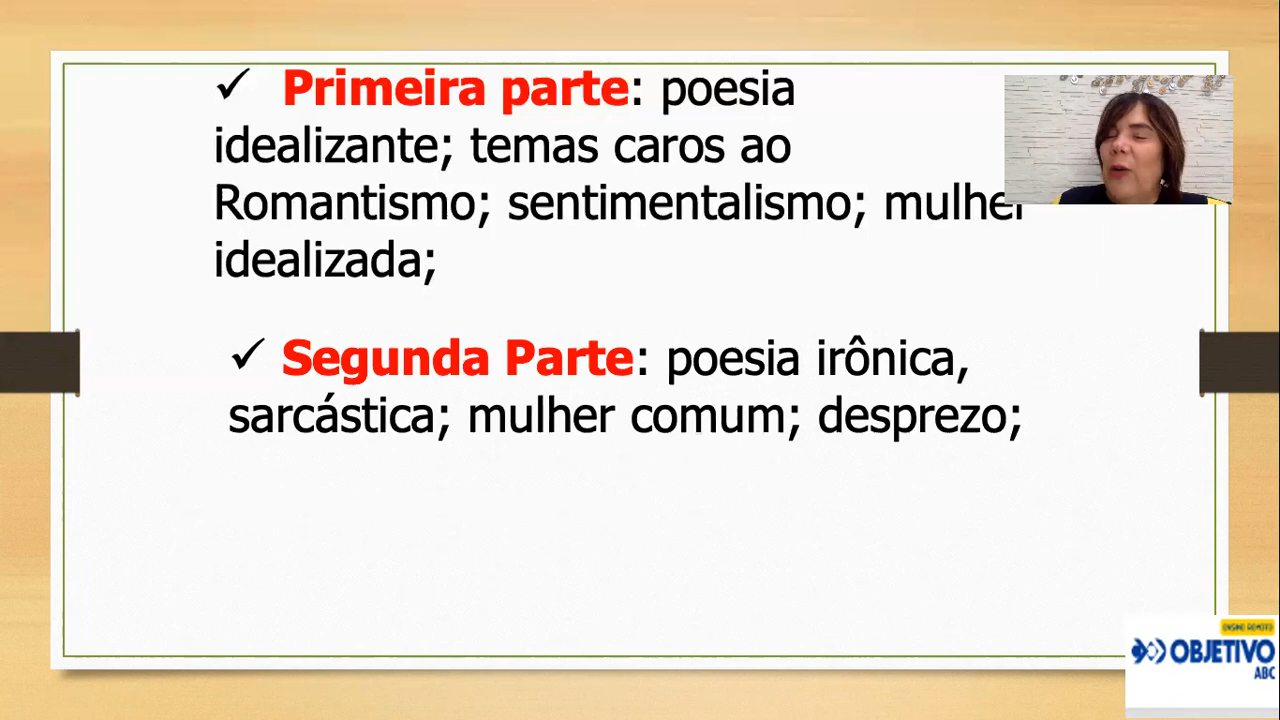 ✓ Primeira parte: poesia
idealizante; temas caros ao
Romantismo; sentimentalismo; mulher
idealizada;
✓ Segunda Parte: poesia irônica,
sarcástica; mulher comum; desprezo;
ENSINO REMOTO
OBJETIVO
ABC